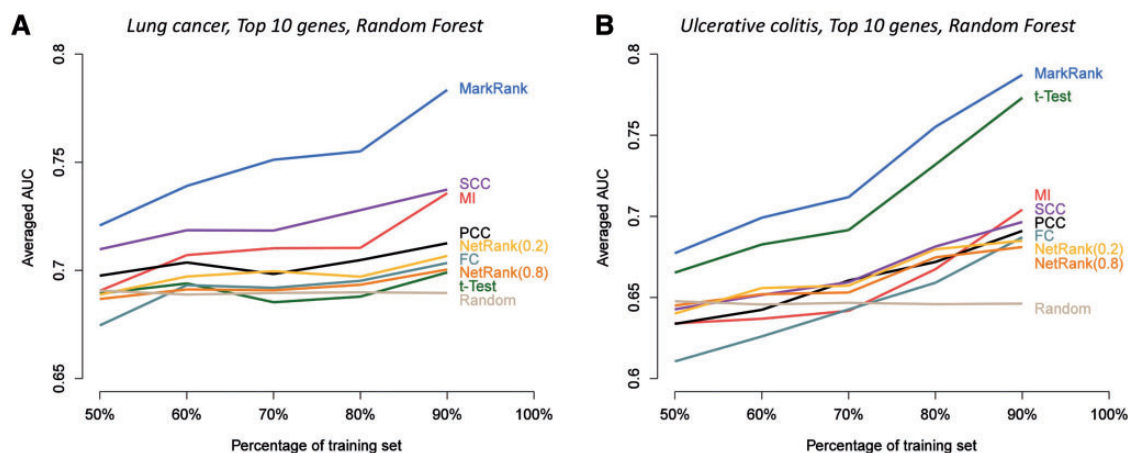 A
Lung cancer, Top 10 genes, Random Forest
0.8
0.75
0.7
0.65
Averaged AUC
MarkRank
SCC
MI
PCC
NetRank(0.2)
FC
NetRank(0.8)
t-Test
Random
50%
60%
70%
80%
90%
100%
Percentage of training set
B
Ulcerative colitis, Top 10 genes, Random Forest
0.8
0.75
0.7
0.65
0.6
Averaged AUC
MarkRank
t-Test
MI
SCC
PCC
FC
NetRank(0.2)
NetRank(0.8)
Random
50%
60%
70%
80%
90%
100%
Percentage of training set